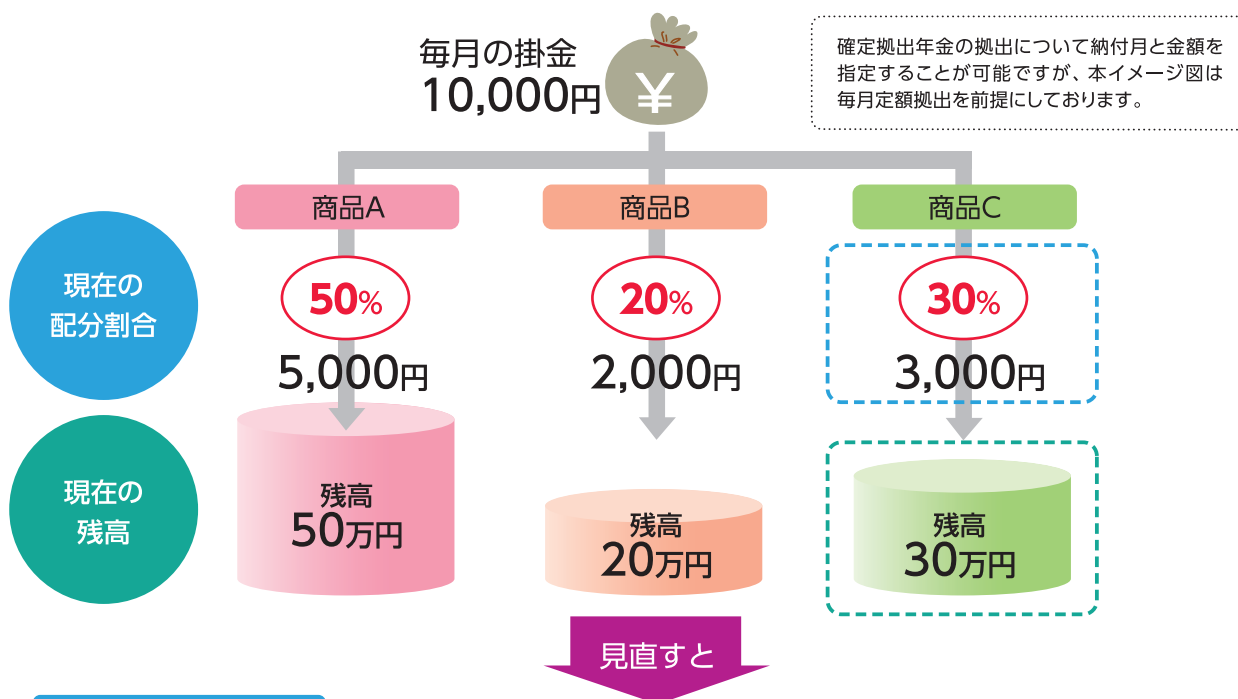 毎月の掛金
10,000円
¥
確定拠出年金の拠出について納付月と金額を
指定することが可能ですが、本イメージ図は
毎月定額拠出を前提にしております。
商品A
商品B
商品C
現在の
配分割合
50%
20%
30%
5,000円
2,000円
3,000円
現在の
残高
残高
50万円
残高
20万円
残高
30万円
見直すと